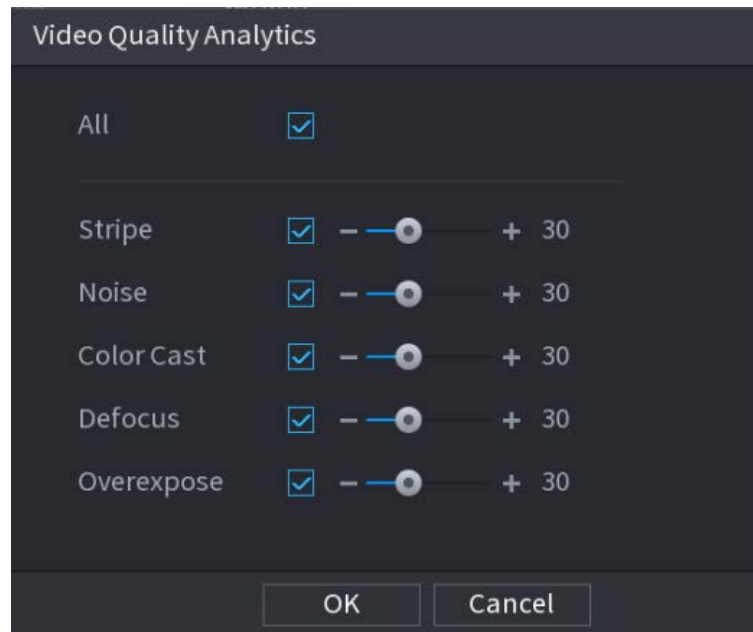 Video Quality Analytics
All
Stripe - + 30
Noise - + 30
Color Cast - + 30
Defocus - + 30
Overexpose - + 30
OK Cancel